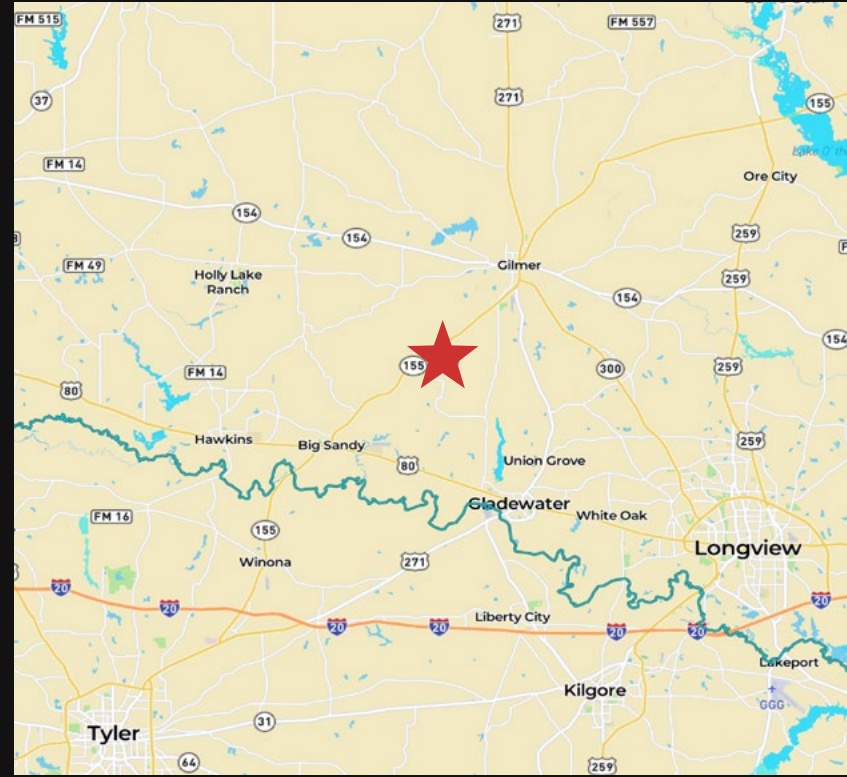 FM 515
271
FM 557
37
271
155
Lake O' the
FM 14
Ore City
154
154
259
FM 49
Gilmer
Holly Lake
Ranch
259
154
155
154
FM 14
300
259
80
Hawkins
Big Sandy
259
80
Union Grove
Gladewater
White Oak
FM 16
155
Longview
Winona
271
20
20
20
20
20
20
20
Liberty City
Lakeport
Kilgore
GGG
31
Tyler
64
259